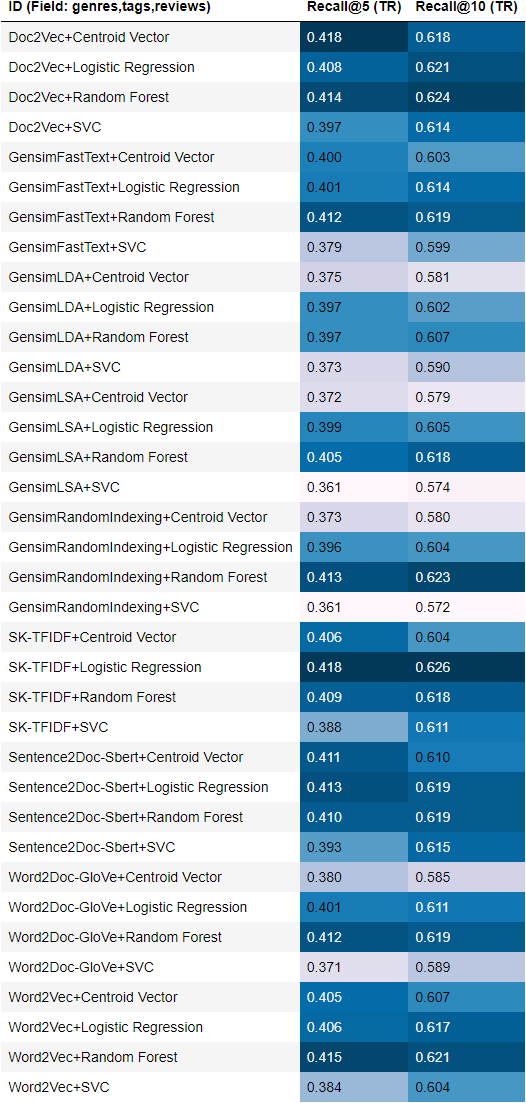 ID (Field: genres,tags,reviews) Recall@5 (TR) Recall@10 (TR)
Doc2Vec+Centroid Vector 0.418 0.618
Doc2Vec+Logistic Regression 0.408 0.621
Doc2Vec+Random Forest 0.414 0.624
Doc2Vec+SVC 0.397 0.614
GensimFastText+Centroid Vector 0.400 0.603
GensimFastText+Logistic Regression 0.401 0.614
GensimFastText+Random Forest 0.412 0.619
GensimFastText+SVC 0.379 0.599
GensimLDA+Centroid Vector 0.375 0.581
GensimLDA+Logistic Regression 0.397 0.602
GensimLDA+Random Forest 0.397 0.607
GensimLDA+SVC 0.373 0.590
GensimLSA+Centroid Vector 0.372 0.579
GensimLSA+Logistic Regression 0.399 0.605
GensimLSA+Random Forest 0.405 0.618
GensimLSA+SVC 0.361 0.574
GensimRandomIndexing+Centroid Vector 0.373 0.580
GensimRandomIndexing+Logistic Regression 0.396 0.604
GensimRandomIndexing+Random Forest 0.413 0.623
GensimRandomIndexing+SVC 0.361 0.572
SK-TFIDF+Centroid Vector 0.406 0.604
SK-TFIDF+Logistic Regression 0.418 0.626
SK-TFIDF+Random Forest 0.409 0.618
SK-TFIDF+SVC 0.388 0.611
Sentence2Doc-Sbert+Centroid Vector 0.411 0.610
Sentence2Doc-Sbert+Logistic Regression 0.413 0.619
Sentence2Doc-Sbert+Random Forest 0.410 0.619
Sentence2Doc-Sbert+SVC 0.393 0.615
Word2Doc-GloVe+Centroid Vector 0.380 0.585
Word2Doc-GloVe+Logistic Regression 0.401 0.611
Word2Doc-GloVe+Random Forest 0.412 0.619
Word2Doc-GloVe+SVC 0.371 0.589
Word2Vec+Centroid Vector 0.405 0.607
Word2Vec+Logistic Regression 0.406 0.617
Word2Vec+Random Forest 0.415 0.621
Word2Vec+SVC 0.384 0.604